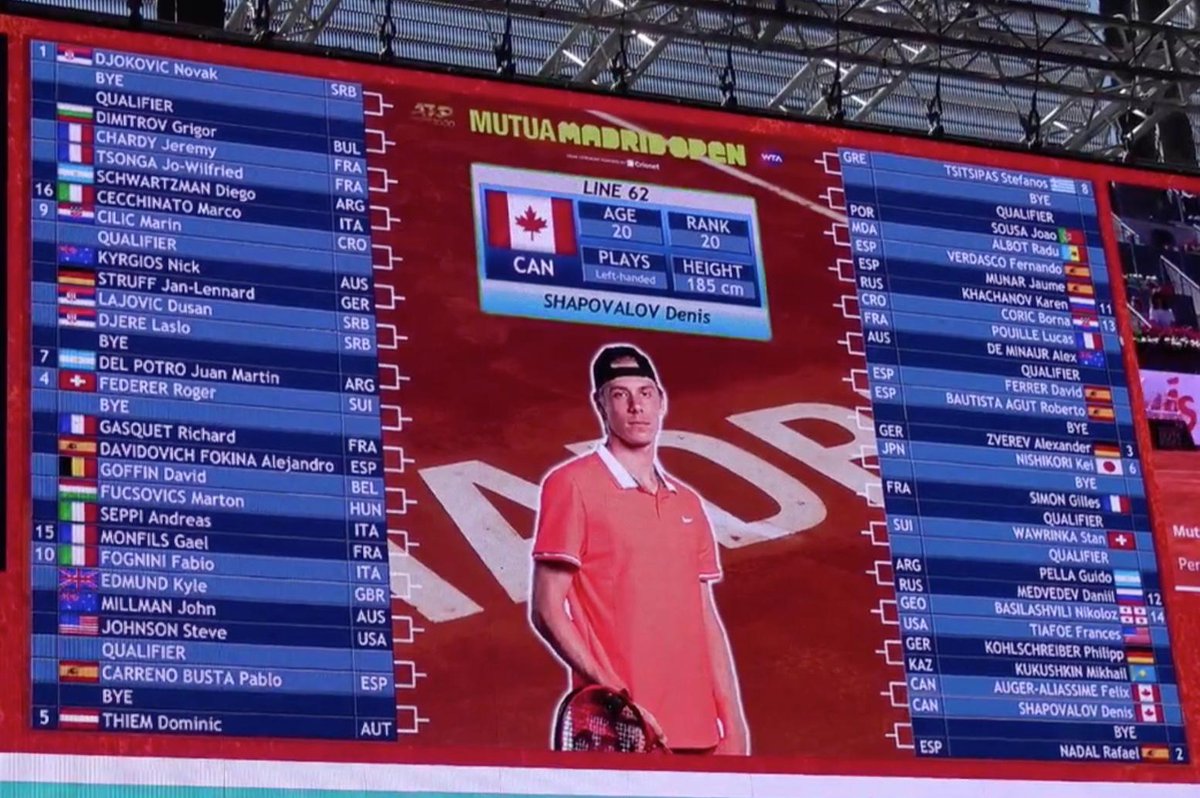 1 DJOKOVIC Novak SRB
BYE
QUALIFIER
DIMITROV Grigor BUL
CHARDY Jeremy FRA
TSONGA Jo-Wilfried FRA
SCHWARTZMAN Diego ARG
16 CECCHINATO Marco ITA
9 CILIC Marin CRO
QUALIFIER
KYRGIOS Nick AUS
STRUFF Jan-Lennard GER
LAJOVIC Dusan SRB
DJERE Laslo SRB
BYE
7 DEL POTRO Juan Martin ARG
4 FEDERER Roger SUI
BYE
GASQUET Richard FRA
DAVIDOVICH FOKINA Alejandro ESP
GOFFIN David BEL
FUCSOVICS Marton HUN
SEPPI Andreas ITA
15 MONFILS Gael FRA
10 FOGNINI Fabio ITA
EDMUND Kyle GBR
MILLMAN John AUS
JOHNSON Steve USA
QUALIFIER
CARRENO BUSTA Pablo ESP
BYE
5 THIEM Dominic AUT
ATP
MUTUA MADRID OPEN
WTA
LINE 62
CAN
AGE
20
RANK
20
PLAYS
Left-handed
HEIGHT
185 cm
SHAPOVALOV Denis
GRE TSITSIPAS Stefanos 8
BYE
QUALIFIER
POR SOUSA Joao
MDA ALBOT Radu
ESP VERDASCO Fernando
ESP MUNAR Jaume
RUS KHACHANOV Karen 11
CRO CORIC Borna 13
FRA POUILLE Lucas
AUS DE MINAUR Alex
QUALIFIER
ESP FERRER David
ESP BAUTISTA AGUT Roberto
BYE
GER ZVEREV Alexander 3
JPN NISHIKORI Kei 6
BYE
FRA SIMON Gilles
QUALIFIER
SUI WAWRINKA Stan
QUALIFIER
ARG PELLA Guido
RUS MEDVEDEV Daniil 12
GEO BASILASHVILI Nikoloz 14
USA TIAFOE Frances
GER KOHLSCHREIBER Philipp
KAZ KUKUSHKIN Mikhail
CAN AUGER-ALIASSIME Felix
CAN SHAPOVALOV Denis
BYE
ESP NADAL Rafael 2